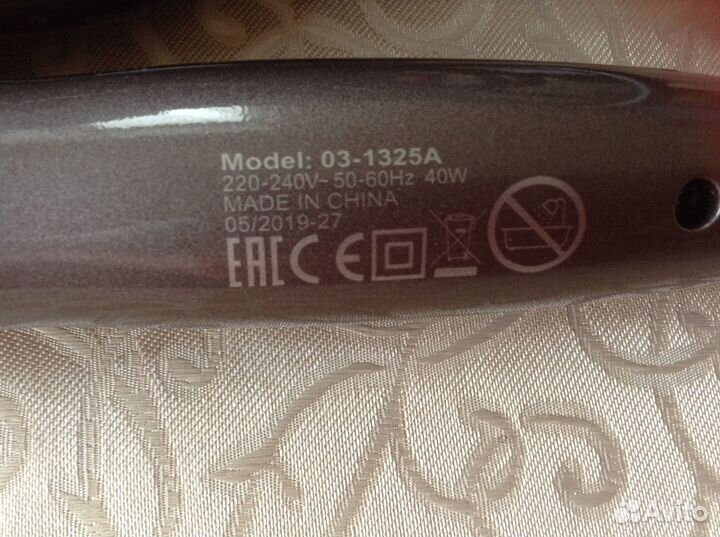 Model: 03-1325A
220-240V~ 50-60Hz 40W
MADE IN CHINA
05/2019-27
EAC CE
Avito